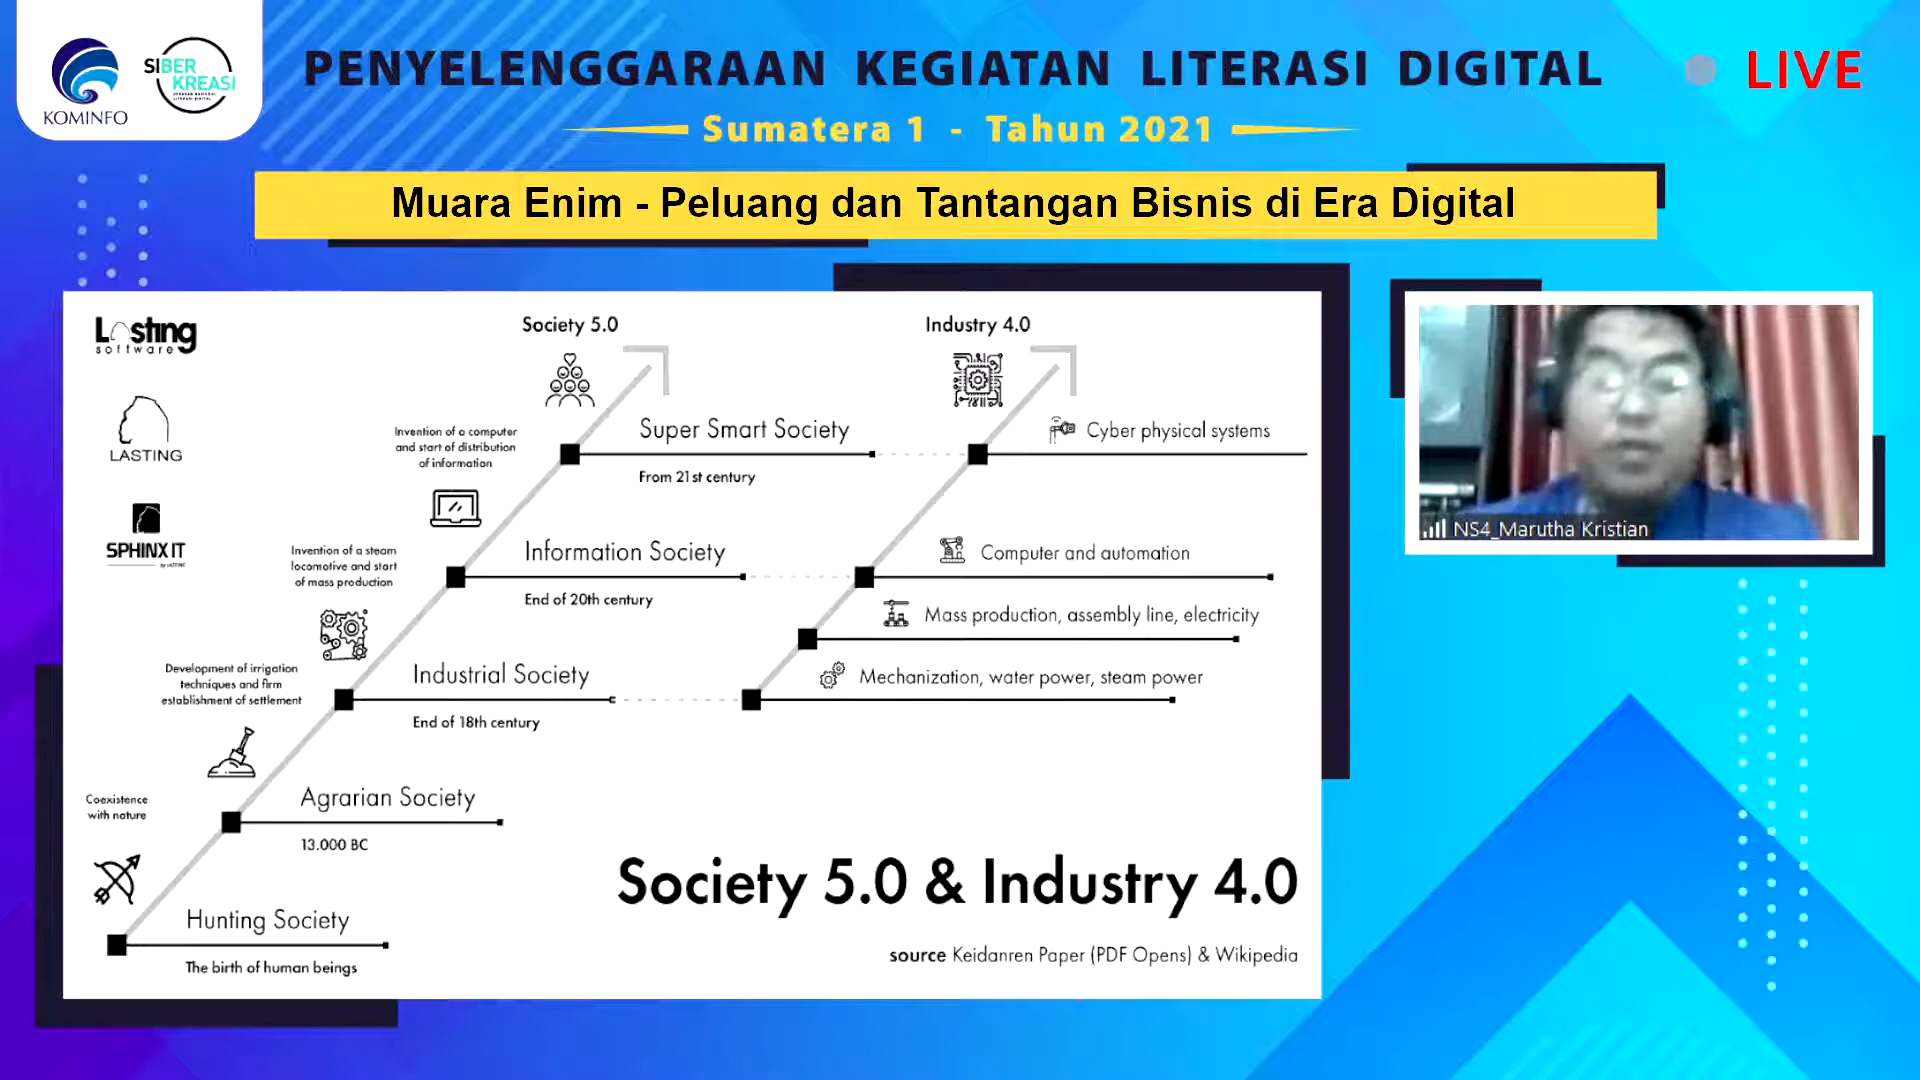 KOMINFO
SIBER
KREASI
PENYELENGGARAAN KEGIATAN LITERASI DIGITAL
LIVE
Sumatera 1 - Tahun 2021
Muara Enim - Peluang dan Tantangan Bisnis di Era Digital
Lasting
software
LASTING
SPHINX IT
Society 5.0
Industry 4.0
Invention of a computer
and start of distribution
of information
Super Smart Society
From 21st century
Cyber physical systems
Invention of a steam
locomotive and start
of mass production
Information Society
End of 20th century
Computer and automation
Mass production, assembly line, electricity
Development of irrigation
techniques and firm
establishment of settlement
Industrial Society
End of 18th century
Mechanization, water power, steam power
Coexistence
with nature
Agrarian Society
13.000 BC
Hunting Society
The birth of human beings
Society 5.0 & Industry 4.0
source Keidanren Paper (PDF Opens) & Wikipedia
NS4_Marutha Kristian